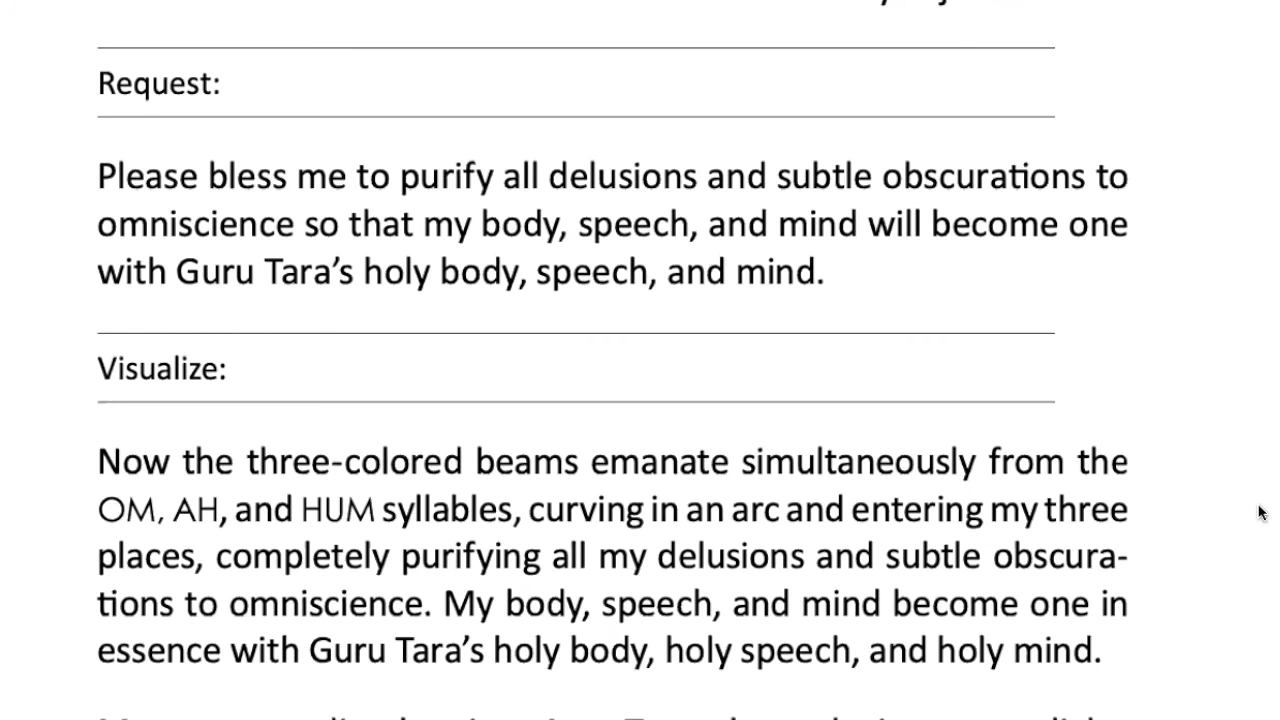 Request:
Please bless me to purify all delusions and subtle obscurations to
omniscience so that my body, speech, and mind will become one
with Guru Tara’s holy body, speech, and mind.
Visualize:
Now the three-colored beams emanate simultaneously from the
OM, AH, and HUM syllables, curving in an arc and entering my three
places, completely purifying all my delusions and subtle obscura-
tions to omniscience. My body, speech, and mind become one in
essence with Guru Tara’s holy body, holy speech, and holy mind.